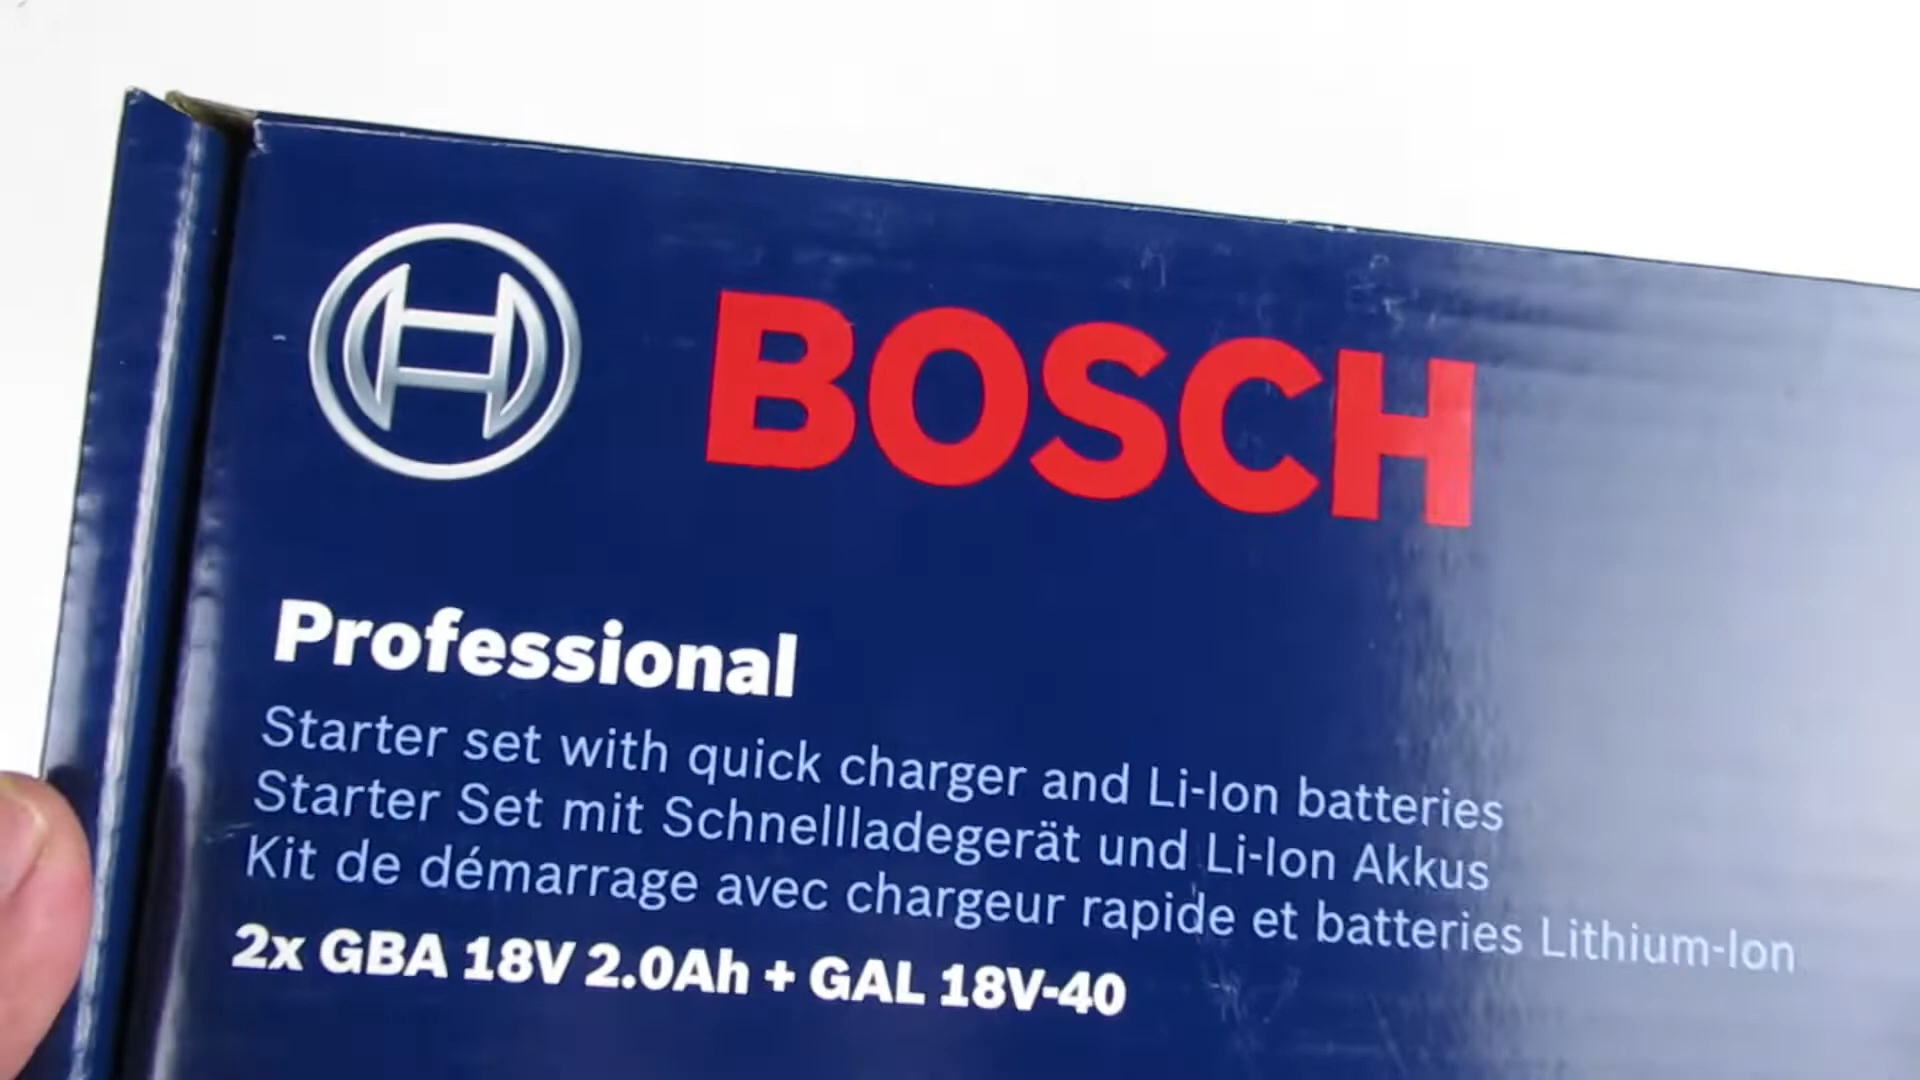 BOSCH
Professional
Starter set with quick charger and Li-Ion batteries
Starter Set mit Schnellladegerät und Li-Ion Akkus
Kit de démarrage avec chargeur rapide et batteries Lithium-Ion
2x GBA 18V 2.0Ah + GAL 18V-40